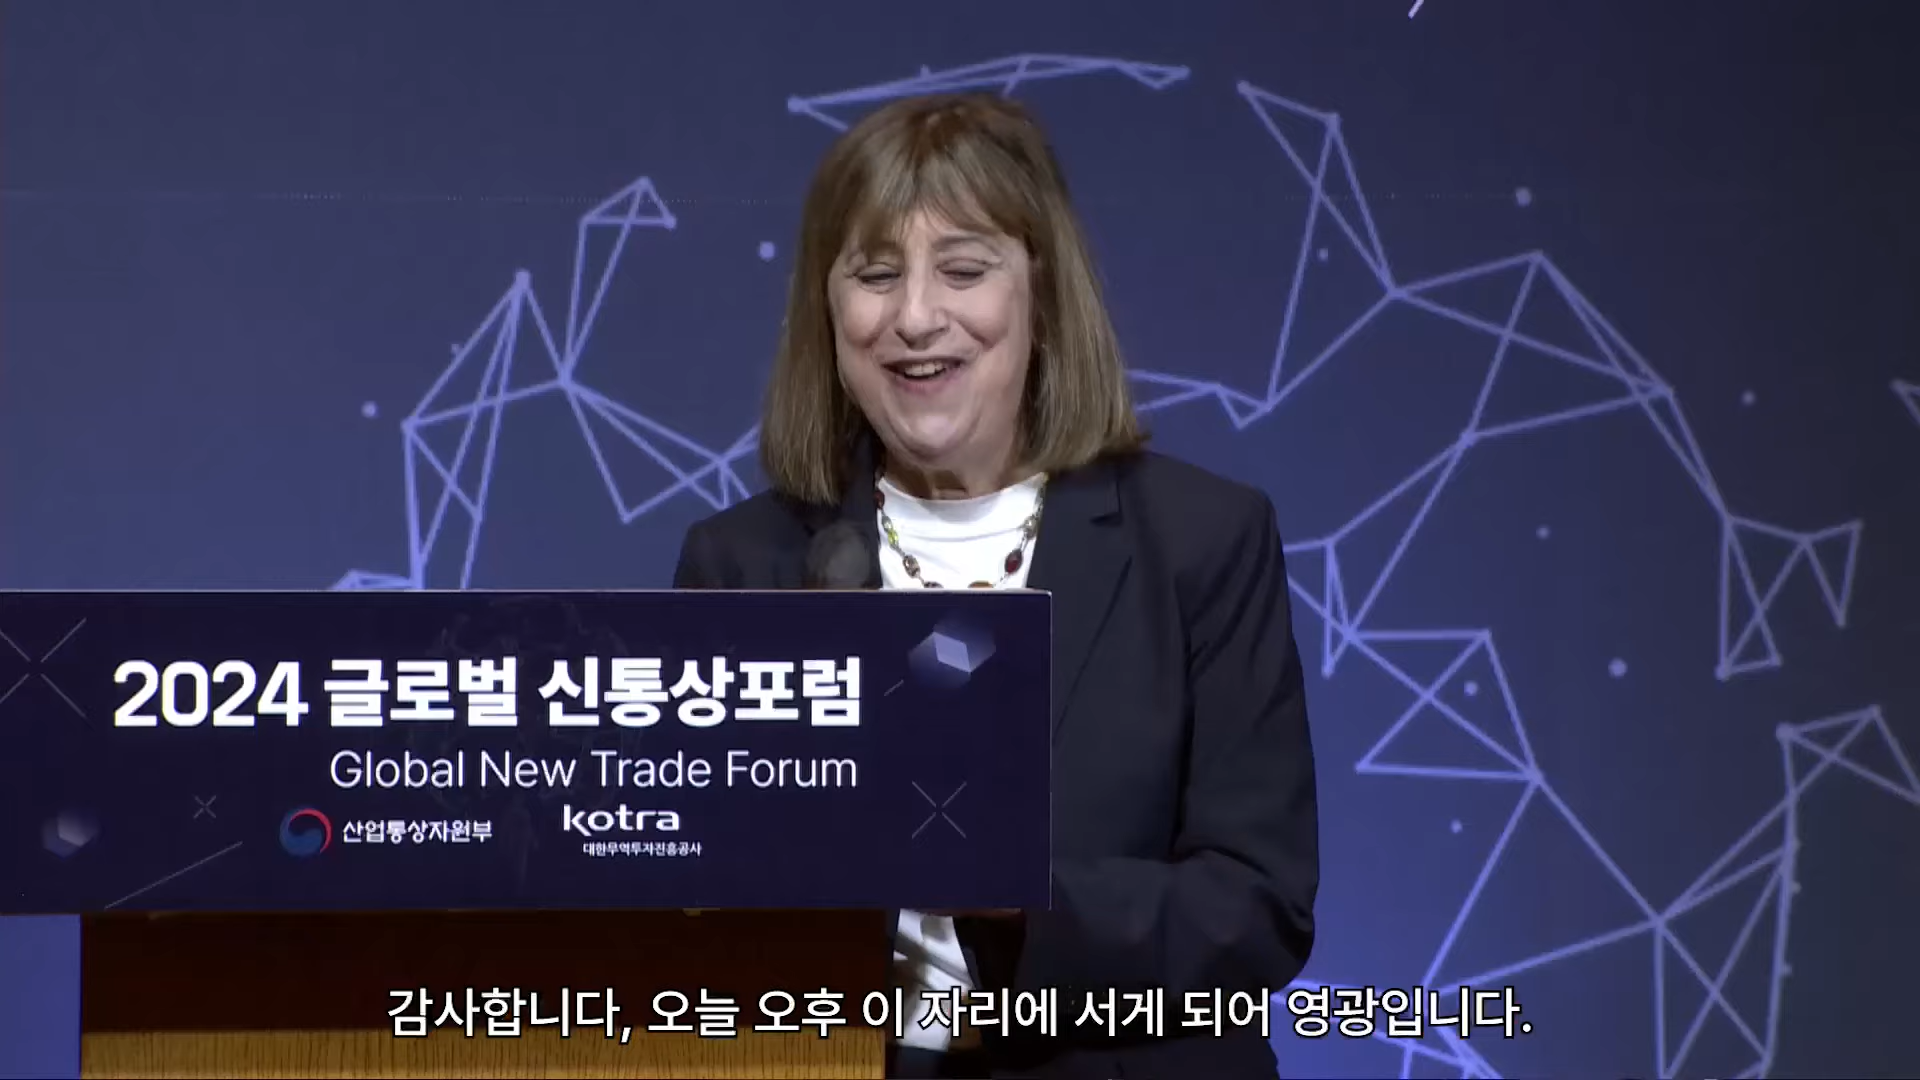 2024 글로벌 신통상포럼
Global New Trade Forum
산업통상자원부
kotra
대한무역투자진흥공사
감사합니다, 오늘 오후 이 자리에 서게 되어 영광입니다.